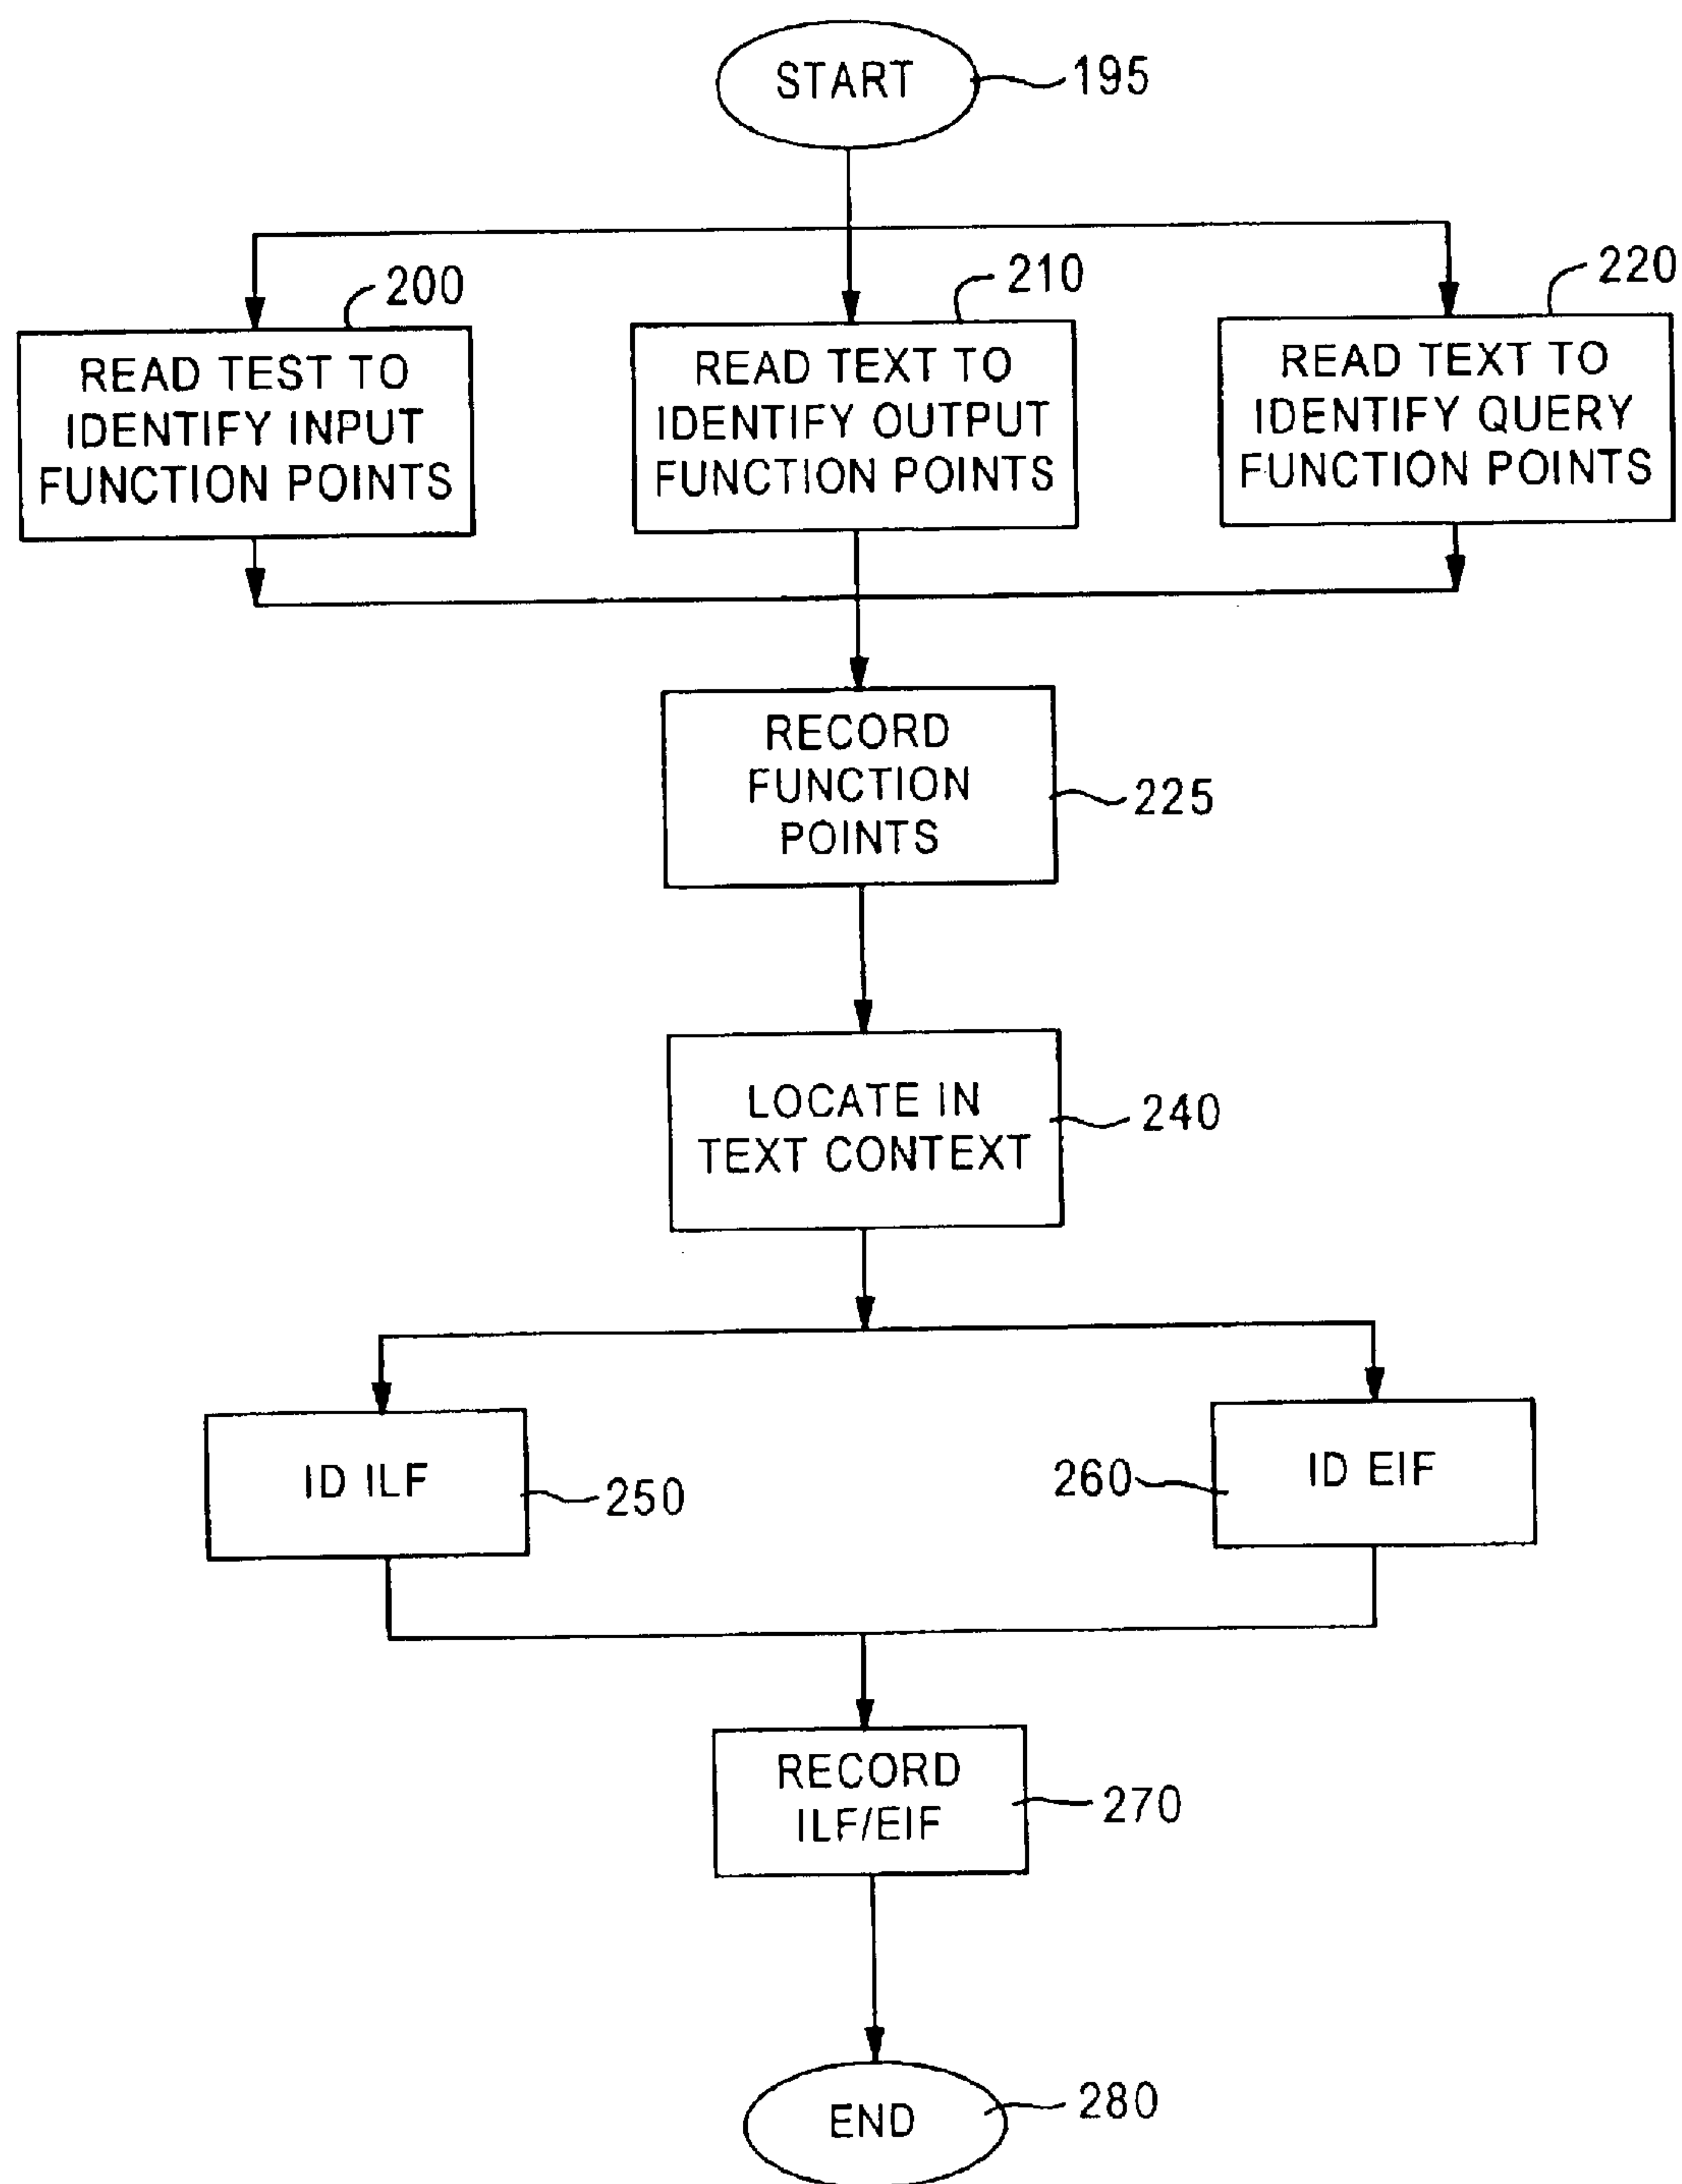 START
195
200
READ TEST TO
IDENTIFY INPUT
FUNCTION POINTS
210
READ TEXT TO
IDENTIFY OUTPUT
FUNCTION POINTS
220
READ TEXT TO
IDENTIFY QUERY
FUNCTION POINTS
RECORD
FUNCTION
POINTS
225
LOCATE IN
TEXT CONTEXT
240
ID ILF
250
260
ID EIF
RECORD
ILF/EIF
270
END
280